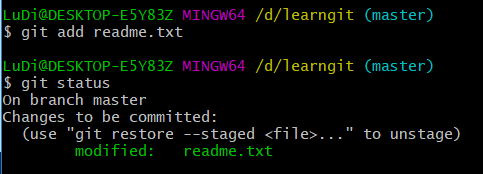 LuDi@DESKTOP-E5Y83Z MINGW64 /d/learngit (master)
$ git add readme.txt
LuDi@DESKTOP-E5Y83Z MINGW64 /d/learngit (master)
$ git status
On branch master
Changes to be committed:
(use "git restore --staged <file>..." to unstage)
modified: readme.txt